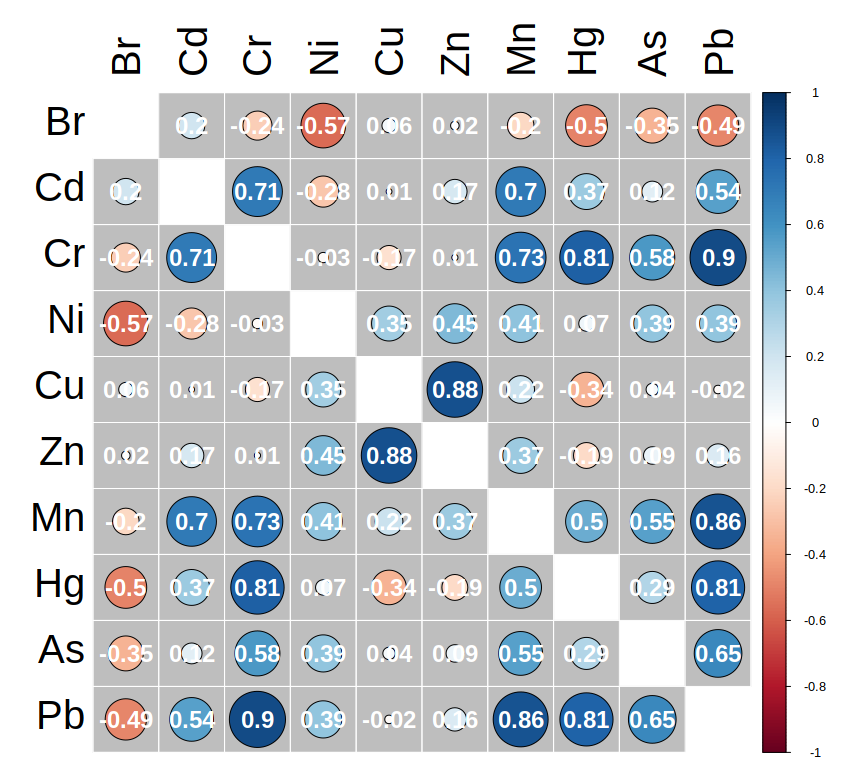 Br Cd Cr Ni Cu Zn Mn Hg As Pb
Br 0.2 -0.24 -0.57 0.06 0.02 -0.2 -0.5 -0.35 -0.49
Cd 0.2 0.71 -0.28 0.01 0.17 0.7 0.37 0.12 0.54
Cr -0.24 0.71 -0.03 -0.17 0.01 0.73 0.81 0.58 0.9
Ni -0.57 -0.28 -0.03 0.35 0.45 0.41 0.07 0.39 0.39
Cu 0.06 0.01 -0.17 0.35 0.88 0.22 -0.34 0.04 -0.02
Zn 0.02 0.17 0.01 0.45 0.88 0.37 -0.19 0.09 0.16
Mn -0.2 0.7 0.73 0.41 0.22 0.37 0.5 0.55 0.86
Hg -0.5 0.37 0.81 0.07 -0.34 -0.19 0.5 0.29 0.81
As -0.35 0.12 0.58 0.39 0.04 0.09 0.55 0.29 0.65
Pb -0.49 0.54 0.9 0.39 -0.02 0.16 0.86 0.81 0.65
1
0.8
0.6
0.4
0.2
0
-0.2
-0.4
-0.6
-0.8
-1